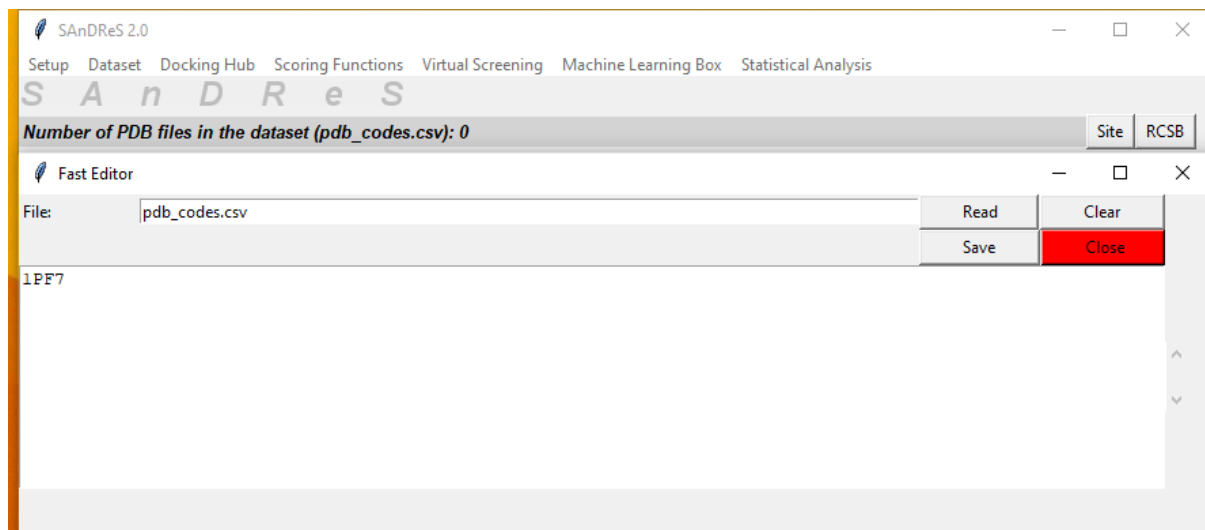 SAnDReS 2.0
Setup Dataset Docking Hub Scoring Functions Virtual Screening Machine Learning Box Statistical Analysis
S A n D R e S
Number of PDB files in the dataset (pdb_codes.csv): 0 Site RCSB
Fast Editor
File: pdb_codes.csv Read Clear
Save Close
1PF7